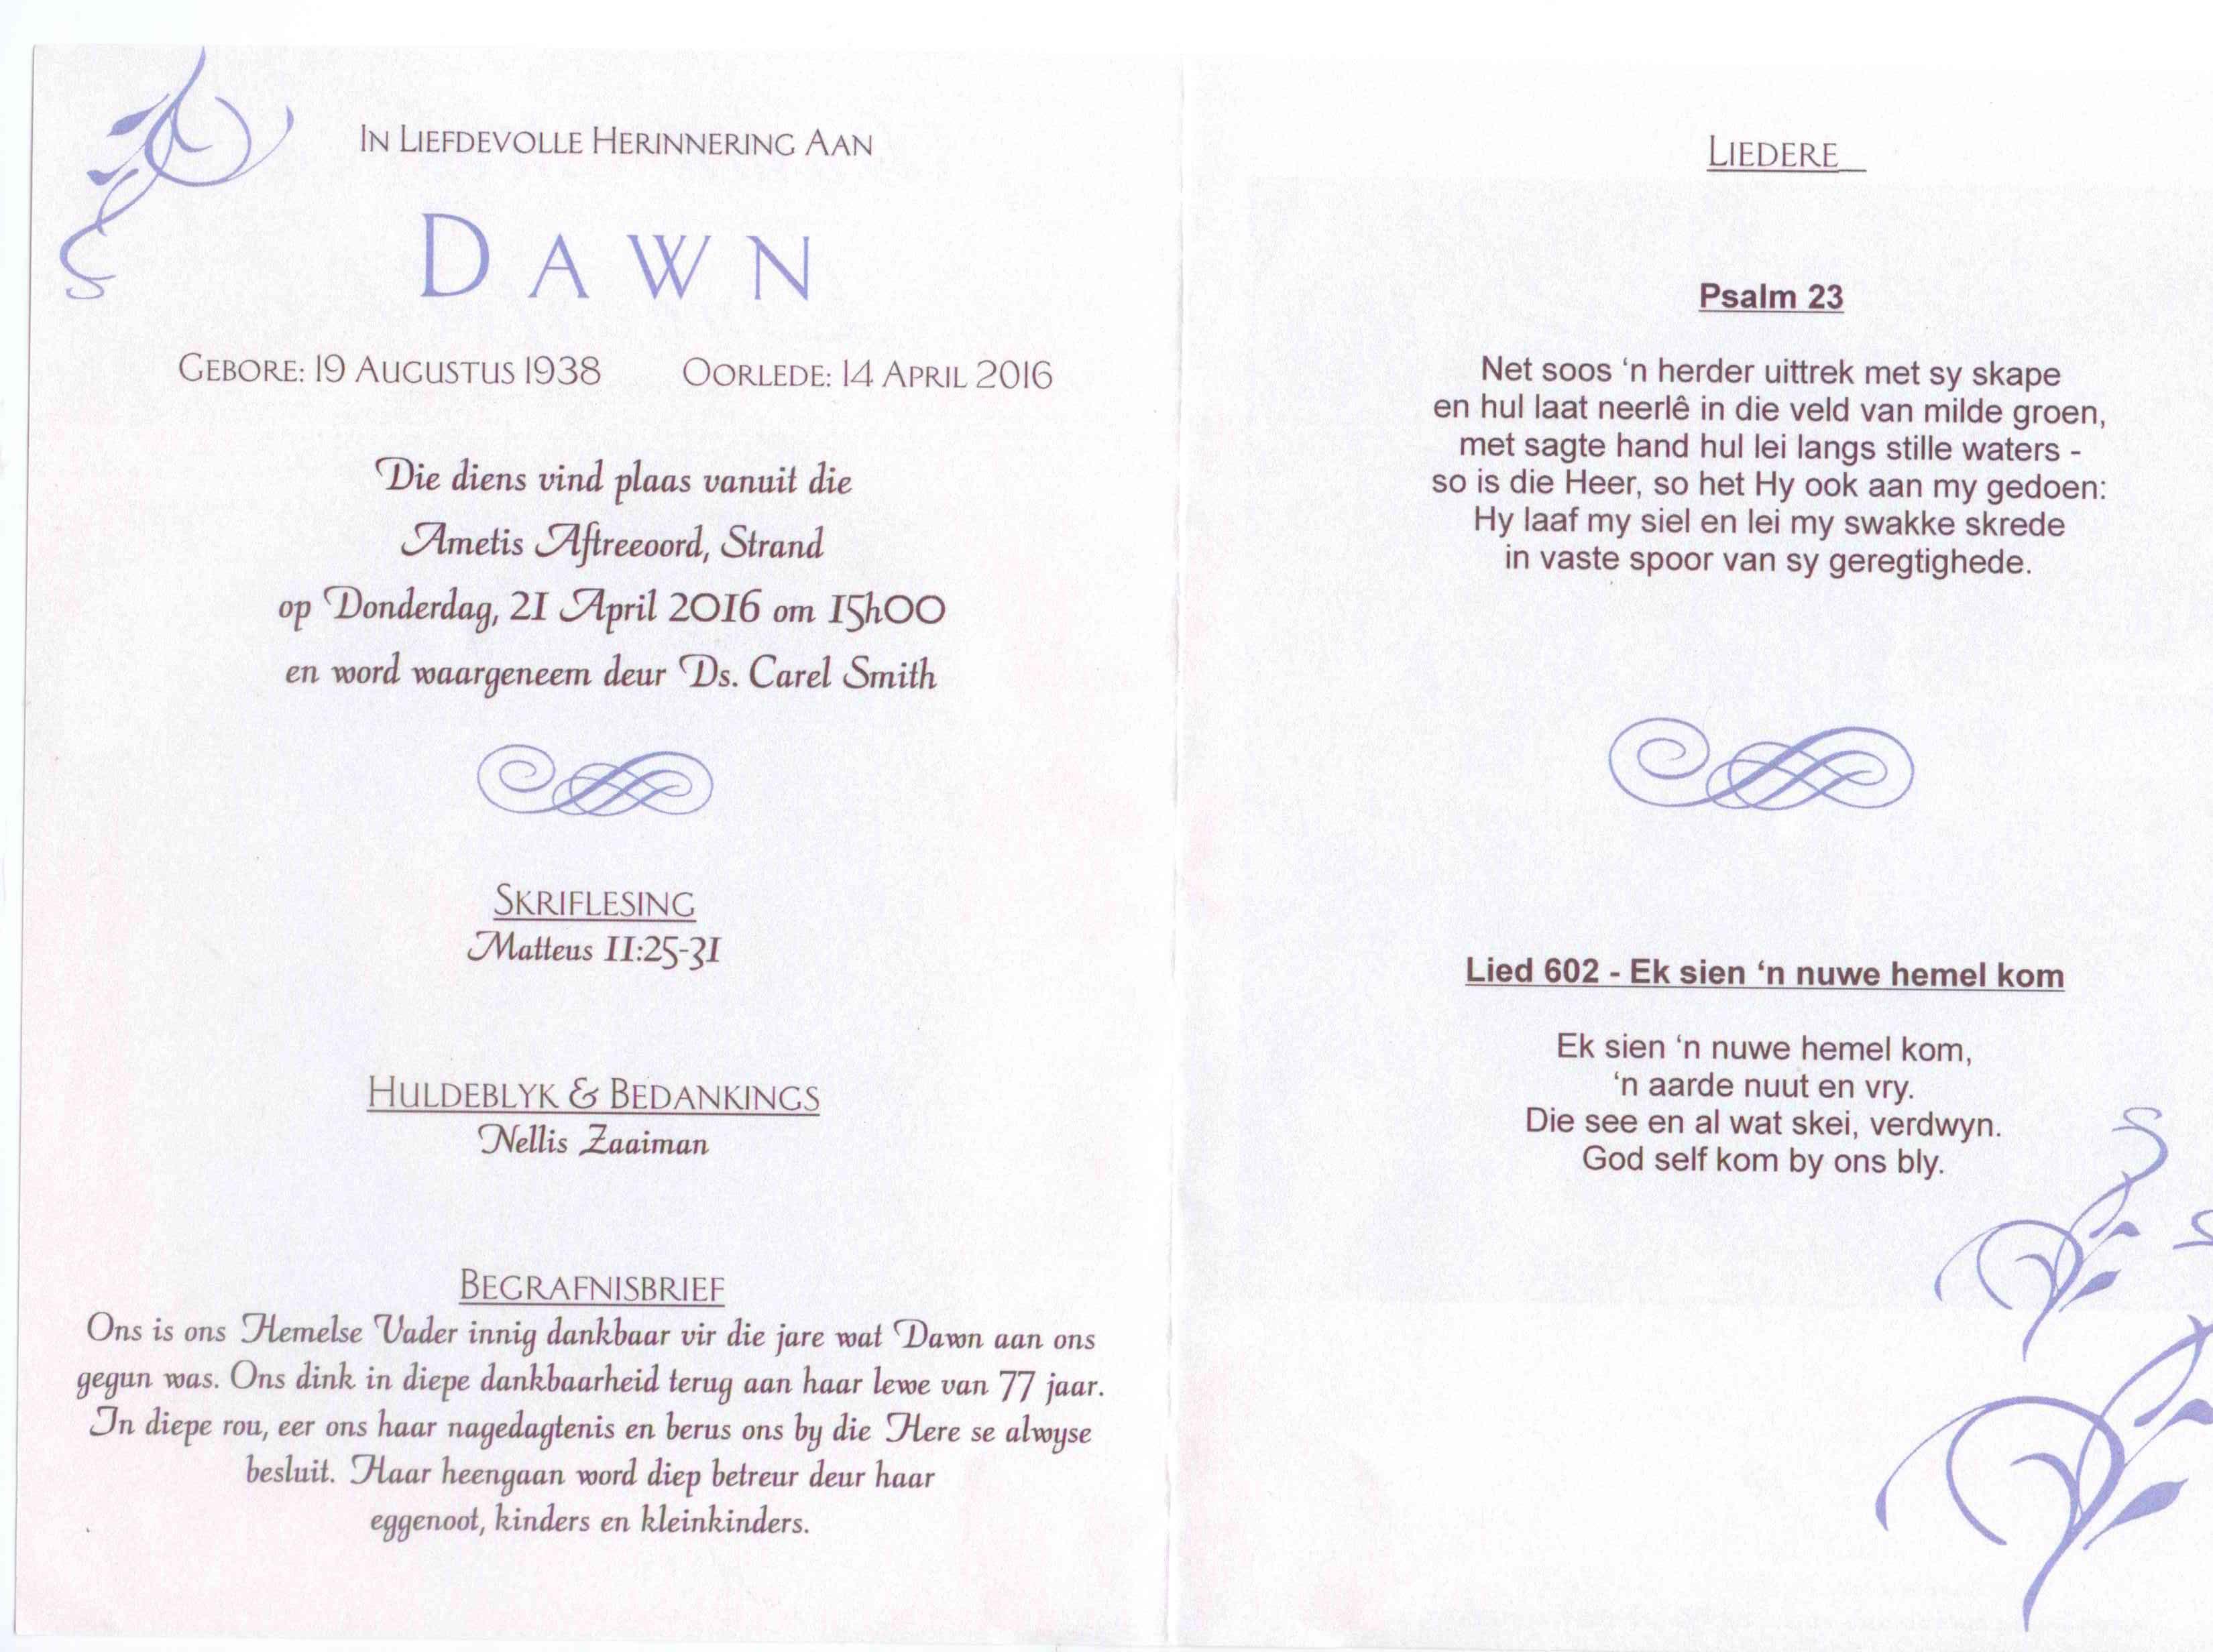 In Liefdevolle Herinnering Aan
Dawn
Gebore: 19 Augustus 1938 Oorlede: 14 April 2016
Die diens vind plaas vanuit die
Ametis Aftreeoord, Strand
op Donderdag, 21 April 2016 om 15h00
en word waargeneem deur Ds. Carel Smith
Skriflesing
Matteus 11:25-31
Huldeblyk & Bedankings
Nellis Zaaiman
Begrafnisbrief
Ons is ons Hemelse Vader innig dankbaar vir die jare wat Dawn aan ons
gegun was. Ons dink in diepe dankbaarheid terug aan haar lewe van 77 jaar.
In diepe rou, eer ons haar nagedagtenis en berus ons by die Here se alwyse
besluit. Haar heengaan word diep betreur deur haar
eggenoot, kinders en kleinkinders.
Liedere
Psalm 23
Net soos ‘n herder uittrek met sy skape
en hul laat neerlê in die veld van milde groen,
met sagte hand hul lei langs stille waters -
so is die Heer, so het Hy ook aan my gedoen:
Hy laaf my siel en lei my swakke skrede
in vaste spoor van sy geregtighede.
Lied 602 - Ek sien ‘n nuwe hemel kom
Ek sien ‘n nuwe hemel kom,
‘n aarde nuut en vry.
Die see en al wat skei, verdwyn.
God self kom by ons bly.